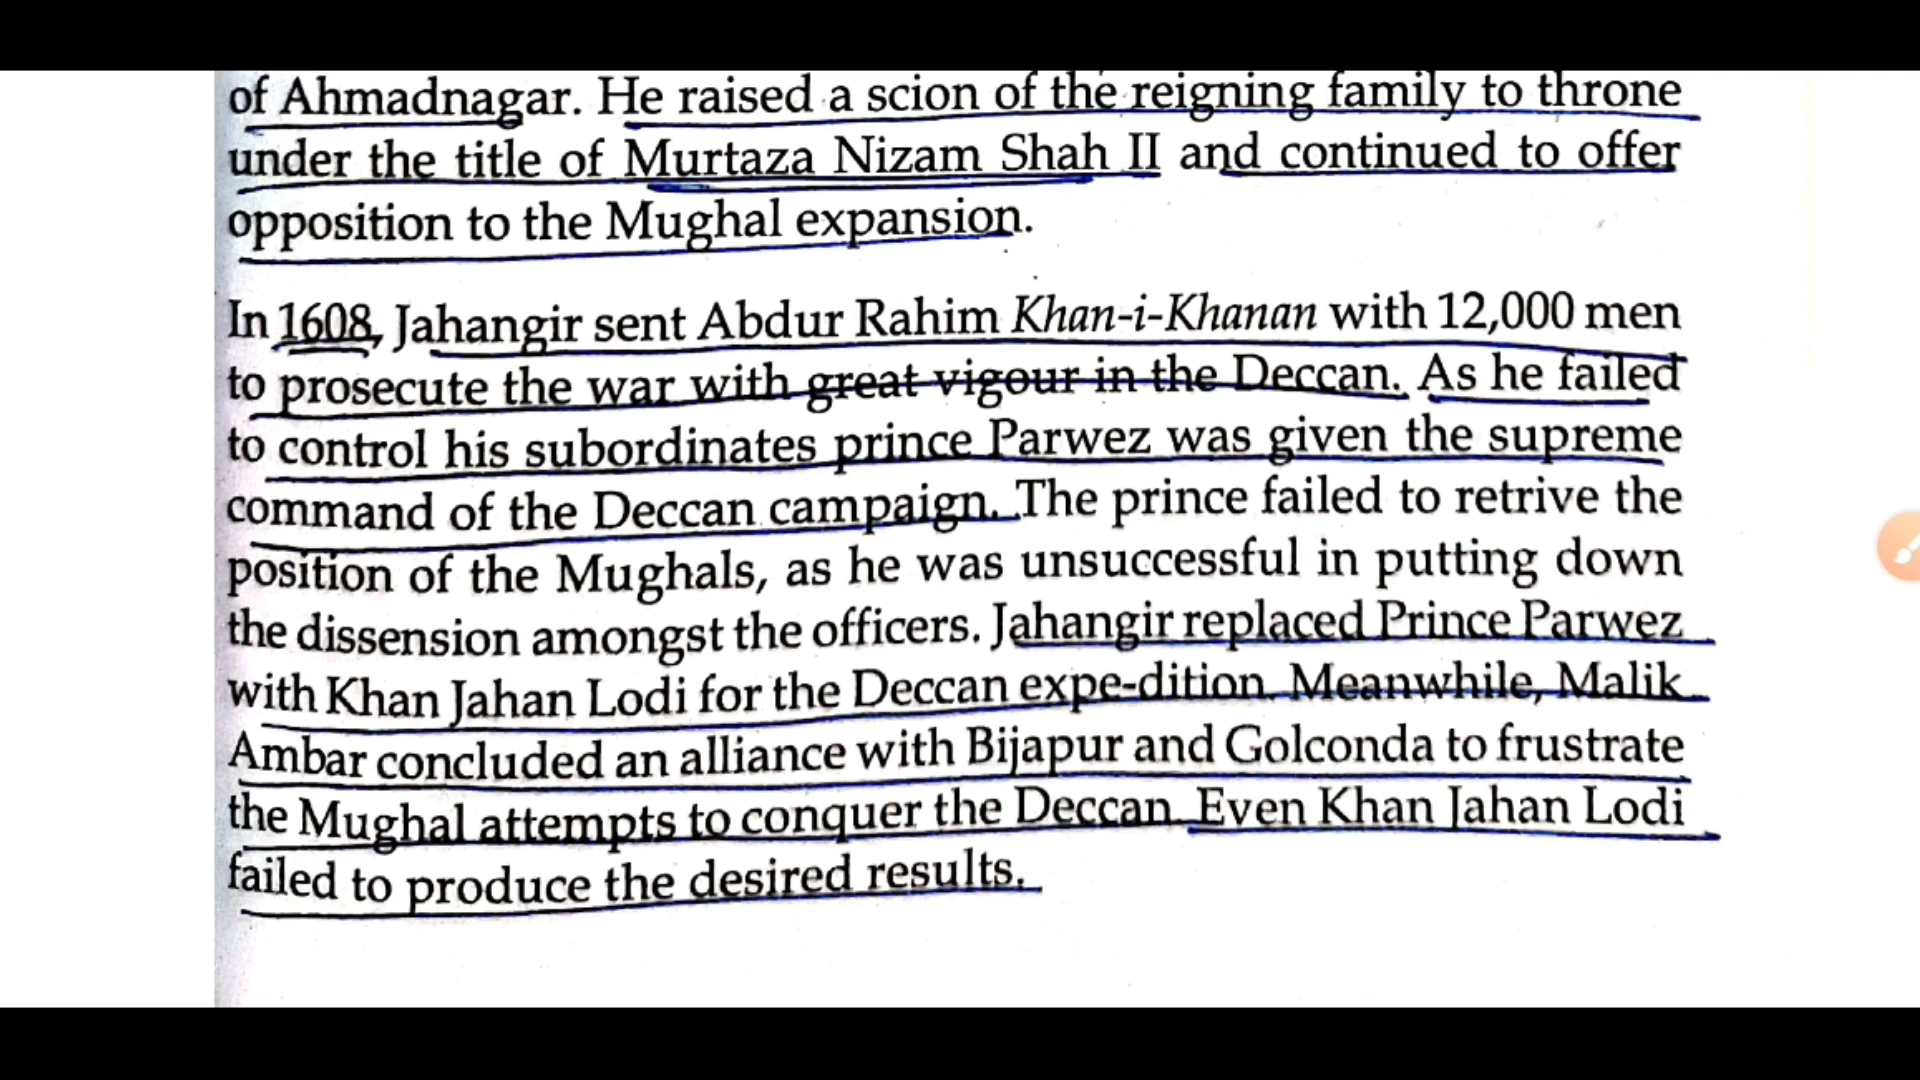 of Ahmadnagar. He raised a scion of the reigning family to throne
under the title of Murtaza Nizam Shah II and continued to offer
opposition to the Mughal expansion.
In 1608, Jahangir sent Abdur Rahim Khan-i-Khanan with 12,000 men
to prosecute the war with great vigour in the Deccan. As he failed
to control his subordinates prince Parwez was given the supreme
command of the Deccan campaign. The prince failed to retrive the
position of the Mughals, as he was unsuccessful in putting down
the dissension amongst the officers. Jahangir replaced Prince Parwez
with Khan Jahan Lodi for the Deccan expe-dition. Meanwhile, Malik
Ambar concluded an alliance with Bijapur and Golconda to frustrate
the Mughal attempts to conquer the Deccan. Even Khan Jahan Lodi
failed to produce the desired results.